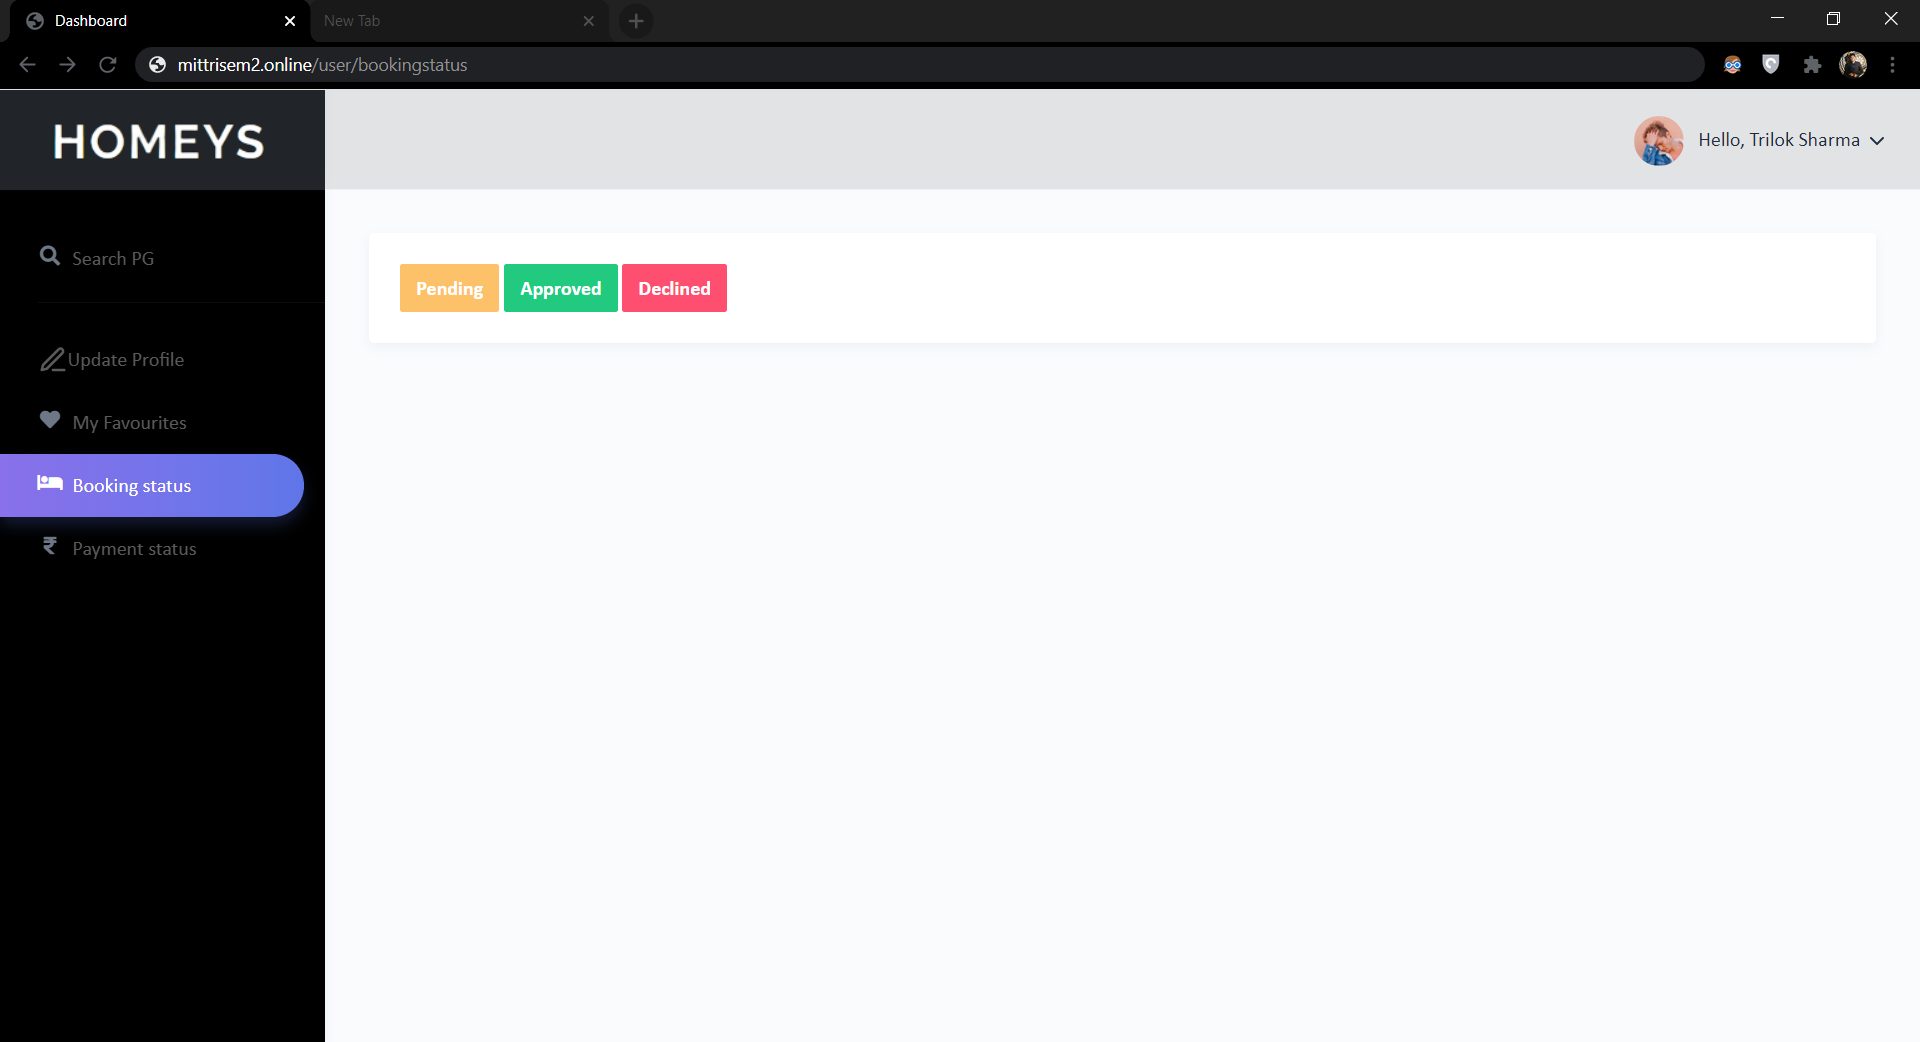 Dashboard
New Tab
mittrisem2.online/user/bookingstatus
HOMEYS
Hello, Trilok Sharma
Search PG
Update Profile
My Favourites
Booking status
Payment status
Pending
Approved
Declined